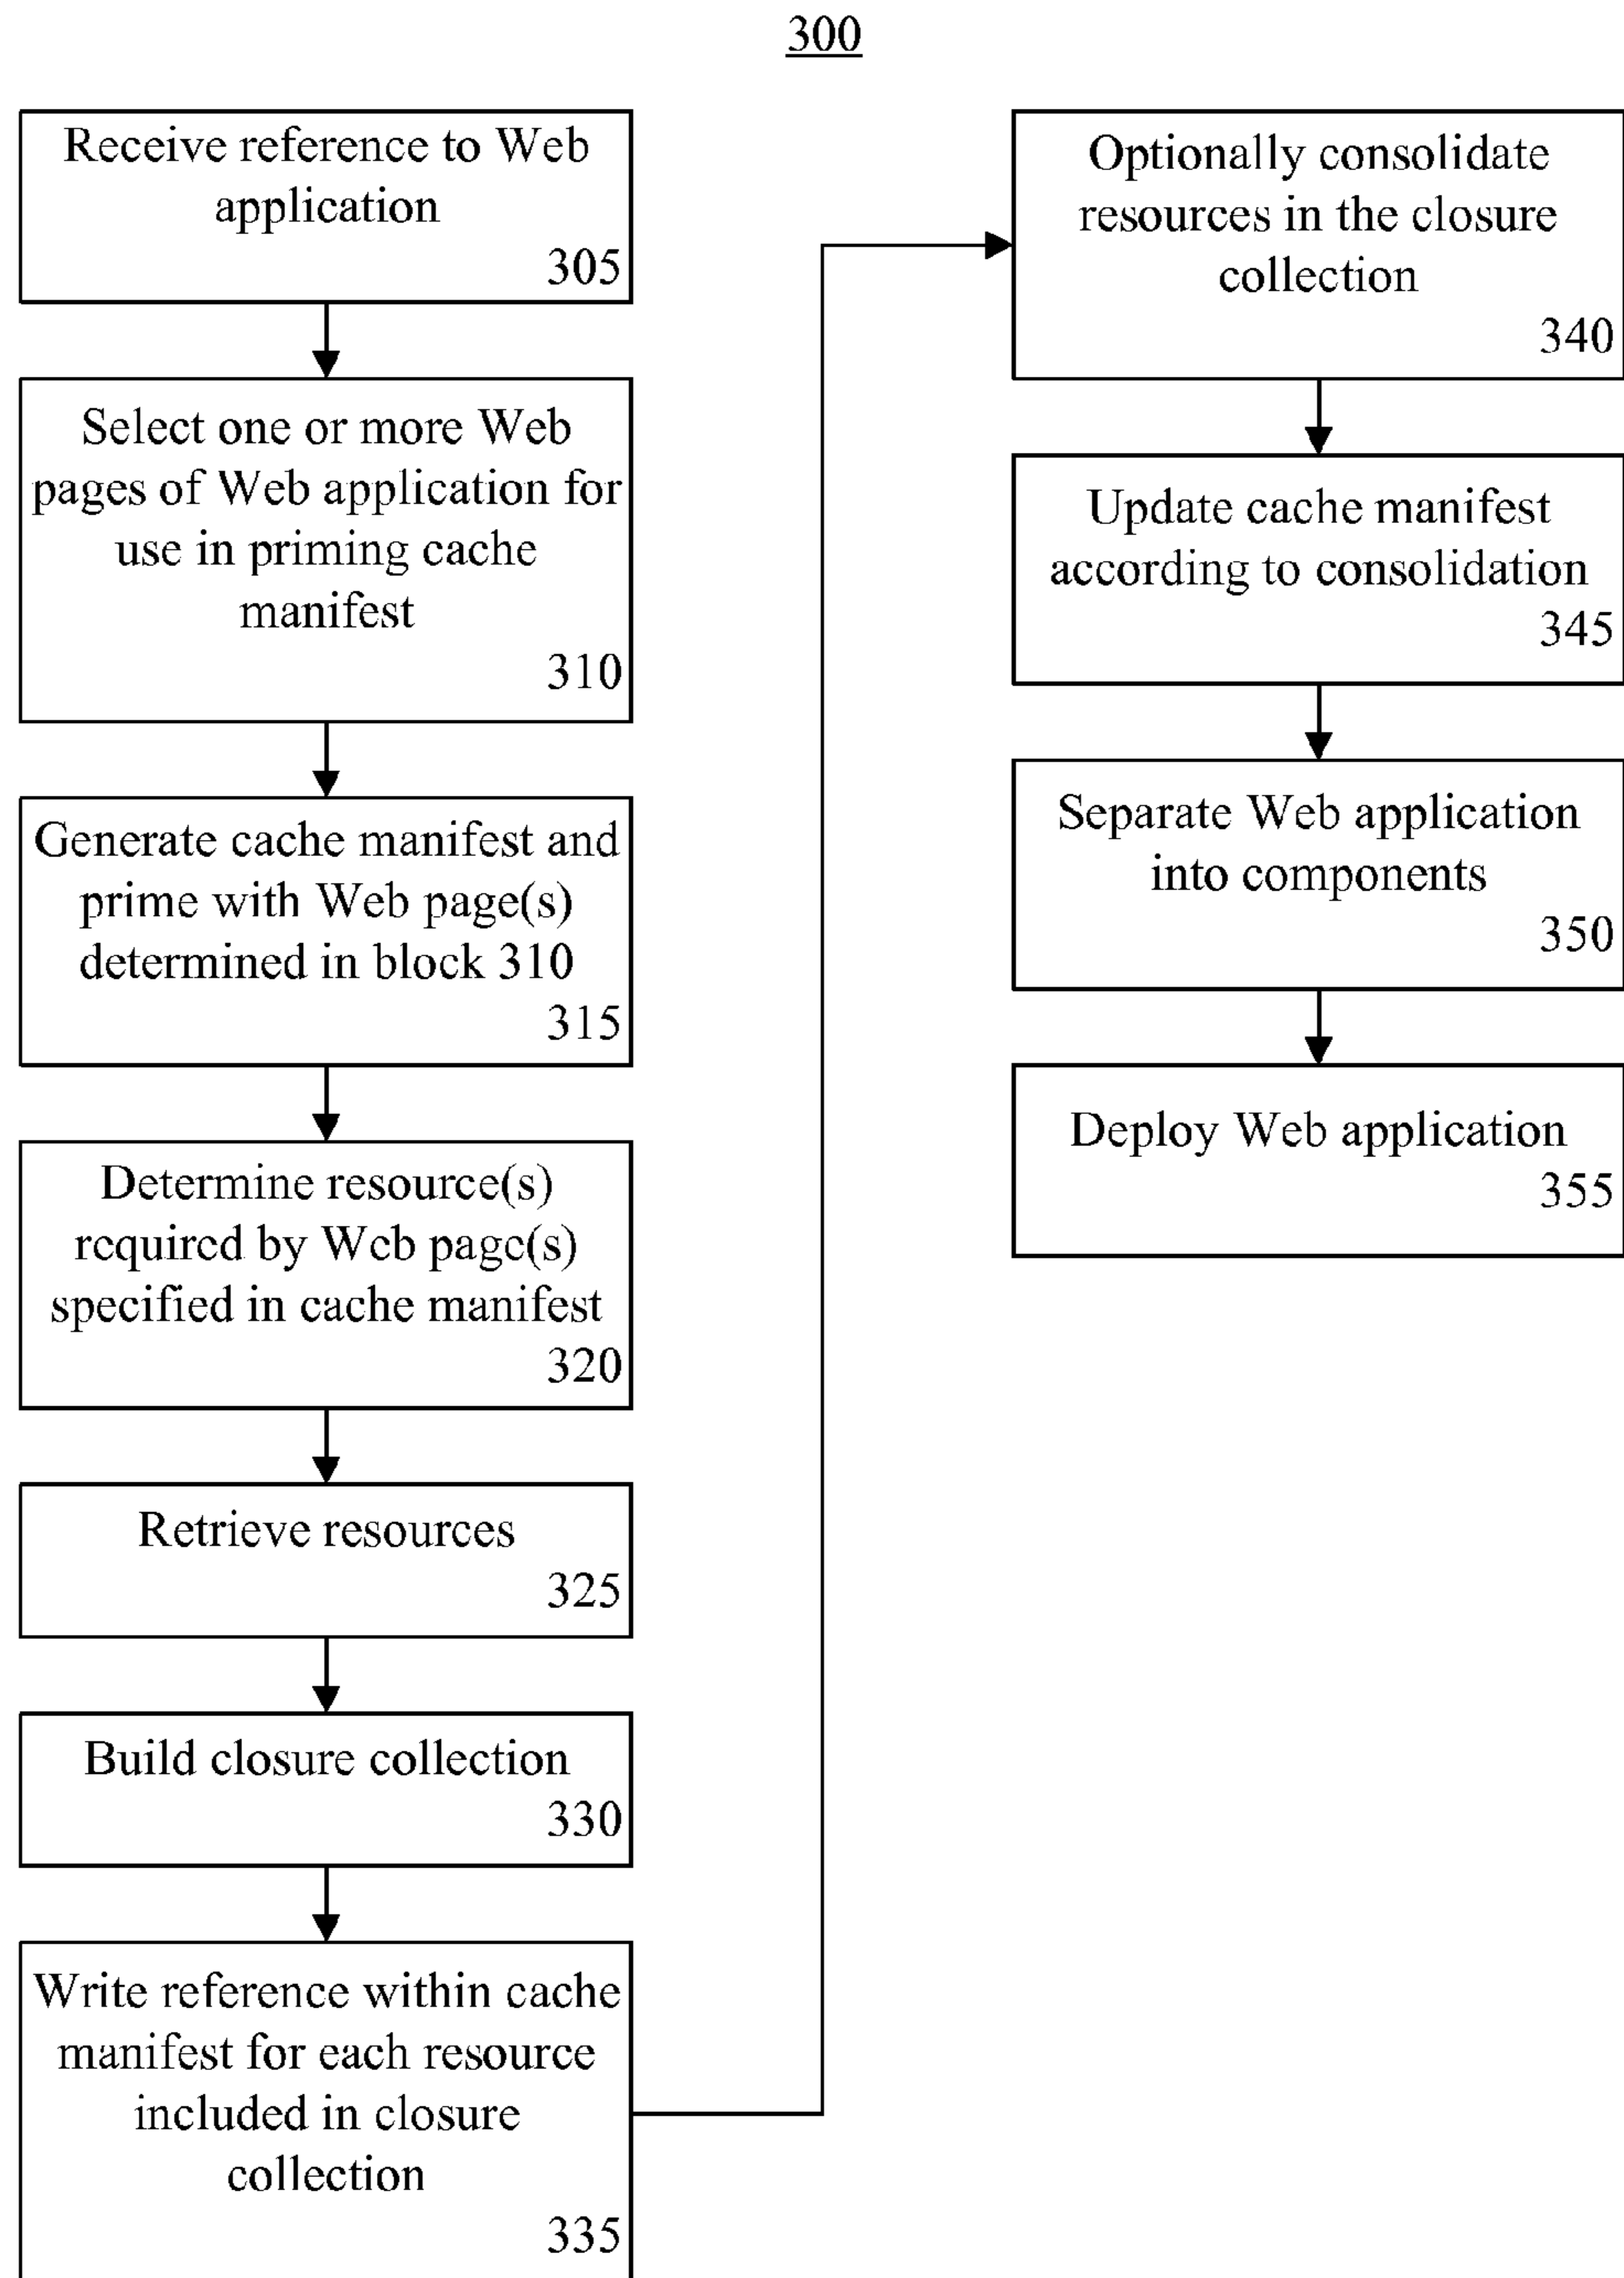 300
Receive reference to Web
application
305
Select one or more Web
pages of Web application for
use in priming cache
manifest
310
Generate cache manifest and
prime with Web page(s)
determined in block 310
315
Determine resource(s)
required by Web page(s)
specified in cache manifest
320
Retrieve resources
325
Build closure collection
330
Write reference within cache
manifest for each resource
included in closure
collection
335
Optionally consolidate
resources in the closure
collection
340
Update cache manifest
according to consolidation
345
Separate Web application
into components
350
Deploy Web application
355